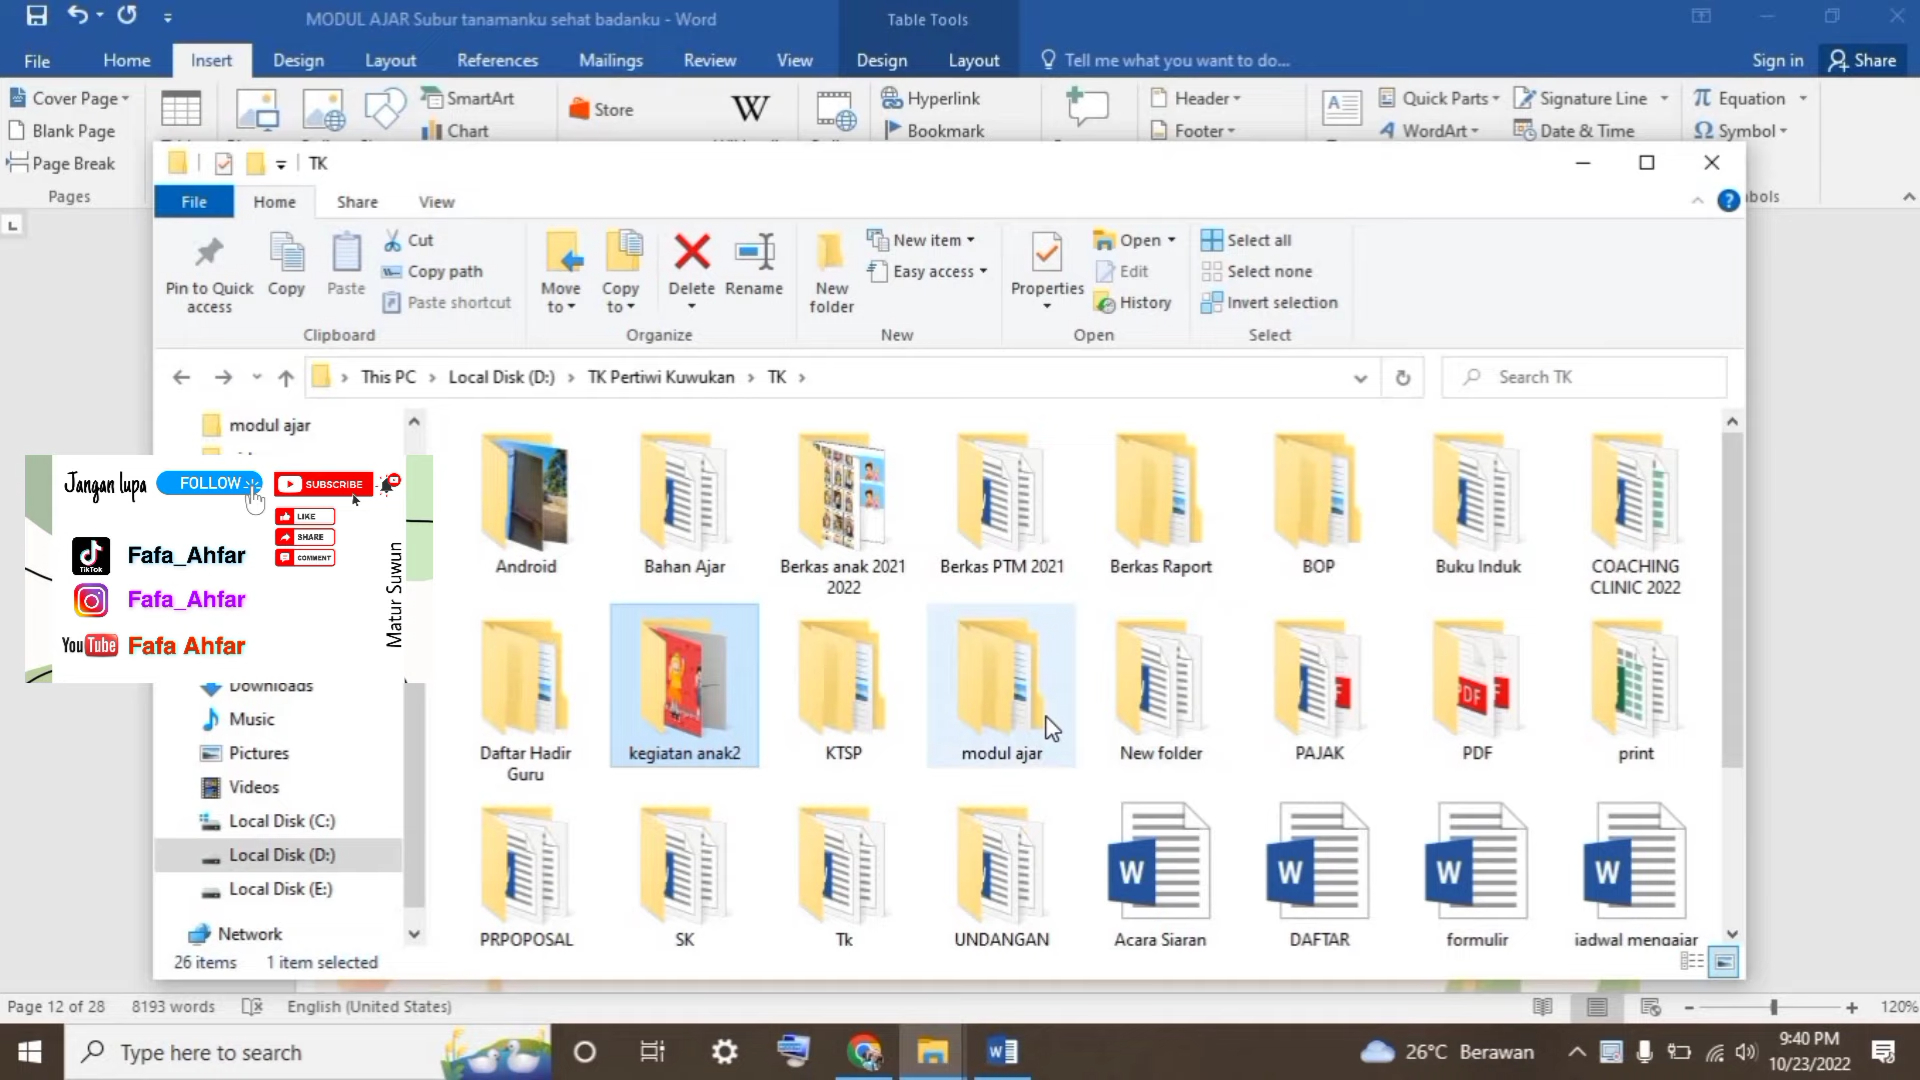 MODUL AJAR Subur tanamanku sehat badanku - Word
Table Tools
File Home Insert Design Layout References Mailings Review View Design Layout Tell me what you want to do... Sign in Share
Cover Page SmartArt Store Hyperlink Header Quick Parts Signature Line Equation
Blank Page Chart Bookmark Footer WordArt Date & Time Symbol
Page Break
Pages
TK
File Home Share View
Pin to Quick access
Copy
Paste
Cut
Copy path
Paste shortcut
Clipboard
Move to
Copy to
Delete
Rename
Organize
New folder
New item
Easy access
New
Properties
Open
Edit
History
Open
Select all
Select none
Invert selection
Select
This PC > Local Disk (D:) > TK Pertiwi Kuwukan > TK >
Search TK
modul ajar
Jangan lupa FOLLOW SUBSCRIBE
LIKE
SHARE
COMMENT
TikTok Fafa_Ahfar
Fafa_Ahfar
YouTube Fafa Ahfar
Matur Suwun
Downloads
Music
Pictures
Videos
Local Disk (C:)
Local Disk (D:)
Local Disk (E:)
Network
Android
Bahan Ajar
Berkas anak 2021 2022
Berkas PTM 2021
Berkas Raport
BOP
Buku Induk
COACHING CLINIC 2022
Daftar Hadir Guru
kegiatan anak2
KTSP
modul ajar
New folder
PAJAK
PDF
print
PRPOPOSAL
SK
Tk
UNDANGAN
Acara Siaran
DAFTAR
formulir
jadwal mengajar
26 items 1 item selected
Page 12 of 28 8193 words English (United States) 120%
Type here to search
26°C Berawan
9:40 PM
10/23/2022